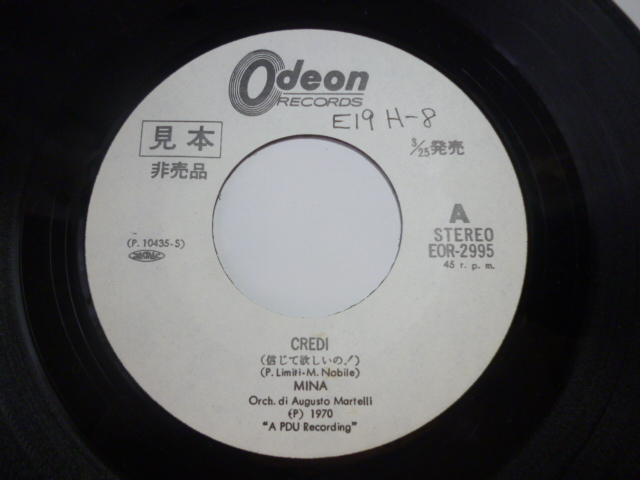 Odeon
RECORDS
E19 H-8
見本
非売品
3/25発売
(P. 10435-S)
A
STEREO
EOR-2995
45 r. p. m.
CREDI
(信じて欲しいの!)
(P. Limiti-M. Nobile)
MINA
Orch. di Augusto Martelli
(P) 1970
"A PDU Recording"